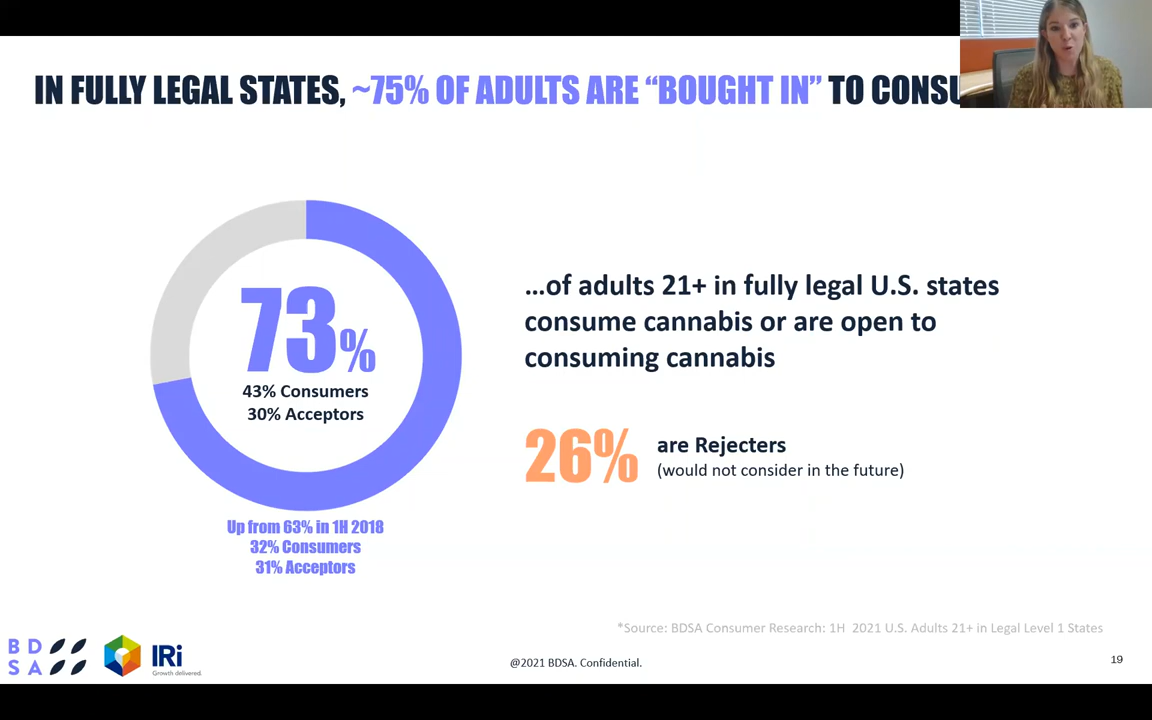 IN FULLY LEGAL STATES, ~75% OF ADULTS ARE “BOUGHT IN” TO
73%
43% Consumers
30% Acceptors
Up from 63% in 1H 2018
32% Consumers
31% Acceptors
...of adults 21+ in fully legal U.S. states
consume cannabis or are open to
consuming cannabis
26%
are Rejecters
(would not consider in the future)
*Source: BDSA Consumer Research: 1H 2021 U.S. Adults 21+ in Legal Level 1 States
BD
SA
IRi
Growth delivered.
@2021 BDSA. Confidential.
19